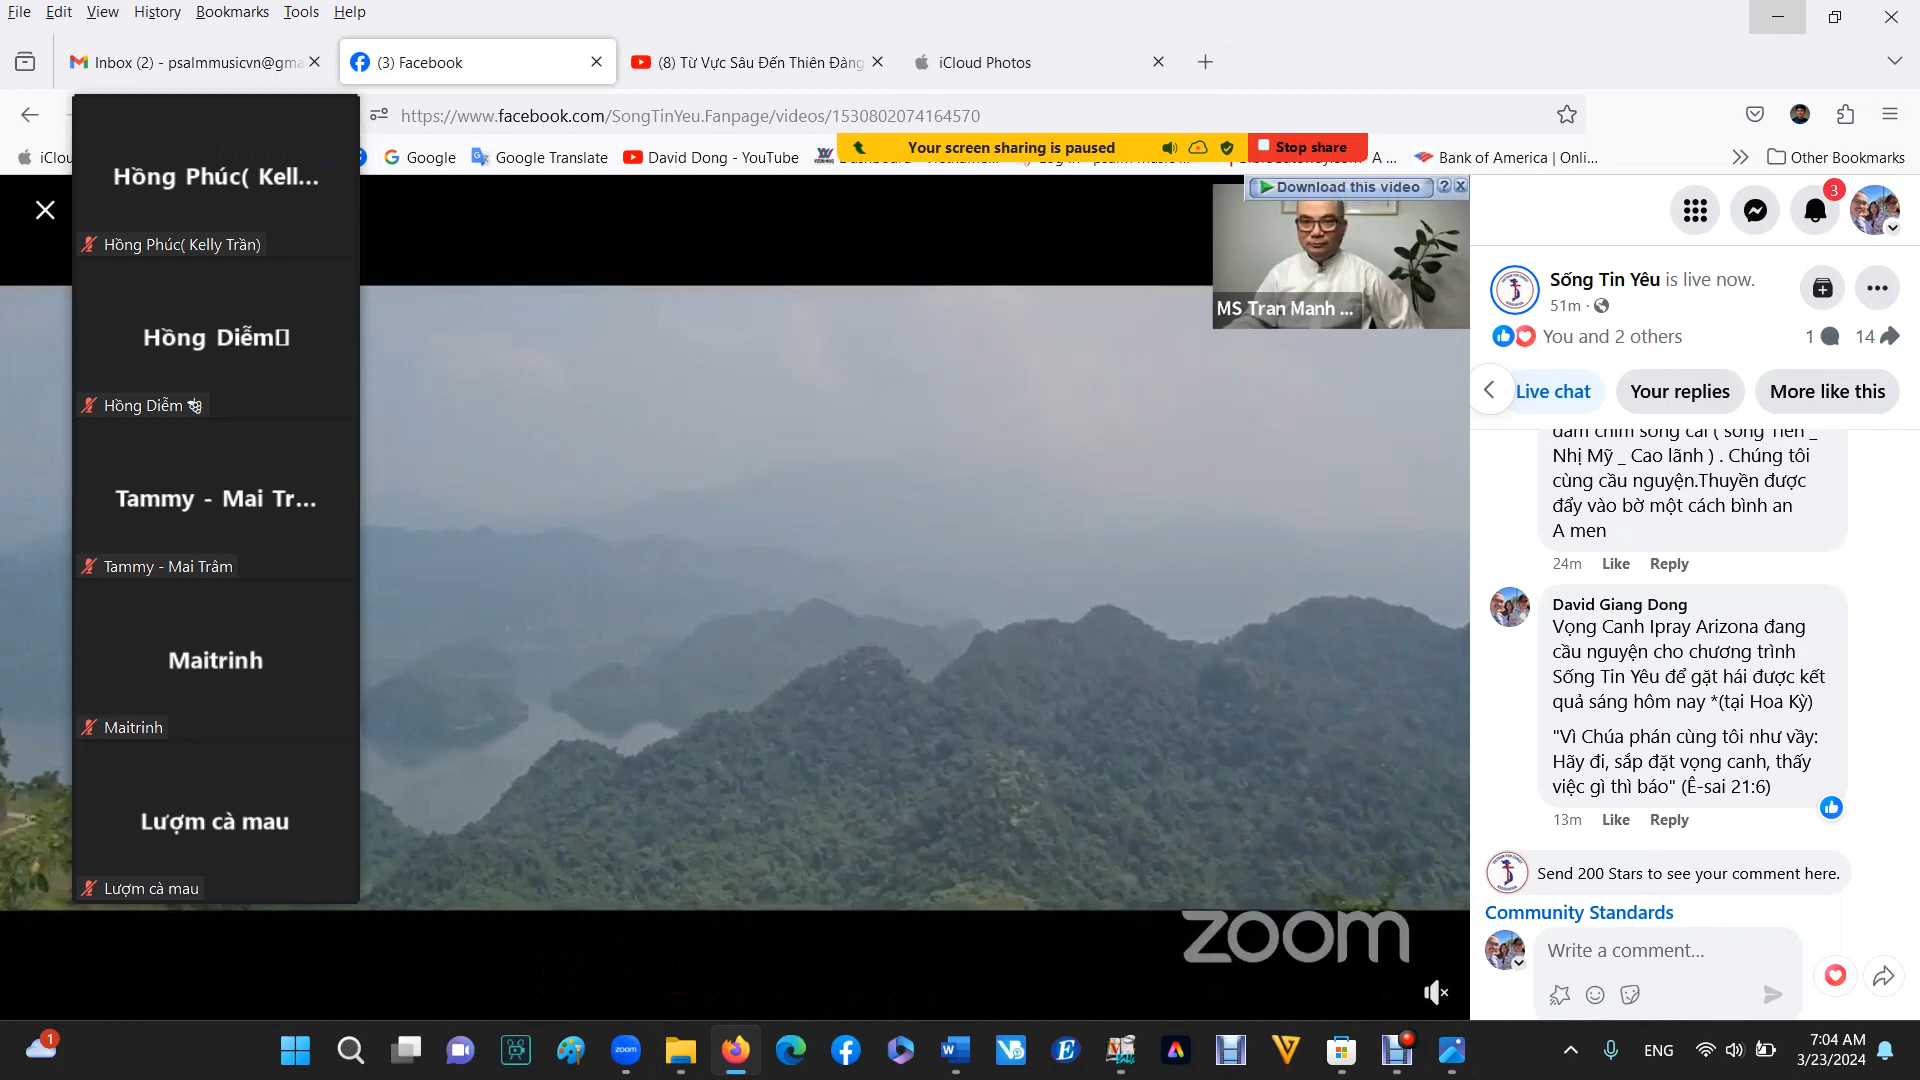 File Edit View History Bookmarks Tools Help
Inbox (2) - psalmmusicvn@gma
(3) Facebook
(8) Từ Vực Sâu Đến Thiên Đàng
iCloud Photos
https://www.facebook.com/SongTinYeu.Fanpage/videos/1530802074164570
Google
Google Translate
David Dong - YouTube
Your screen sharing is paused
Stop share
Bank of America | Onli...
Other Bookmarks
Download this video
MS Tran Manh ...
Hồng Phúc( Kell...
Hồng Phúc( Kelly Trần)
Hồng Diễm
Hồng Diễm
Tammy - Mai Tr...
Tammy - Mai Trâm
Maitrinh
Maitrinh
Lượm cà mau
Lượm cà mau
zoom
3
Sống Tin Yêu is live now.
51m
You and 2 others
1
14
Live chat
Your replies
More like this
Nhị Mỹ _ Cao lãnh ) . Chúng tôi
cùng cầu nguyện.Thuyền được
đẩy vào bờ một cách bình an
A men
24m Like Reply
David Giang Dong
Vọng Canh Ipray Arizona đang
cầu nguyện cho chương trình
Sống Tin Yêu để gặt hái được kết
quả sáng hôm nay *(tại Hoa Kỳ)
"Vì Chúa phán cùng tôi như vầy:
Hãy đi, sắp đặt vọng canh, thấy
việc gì thì báo" (Ê-sai 21:6)
13m Like Reply
Send 200 Stars to see your comment here.
Community Standards
Write a comment...
1
zoom
ENG
7:04 AM
3/23/2024